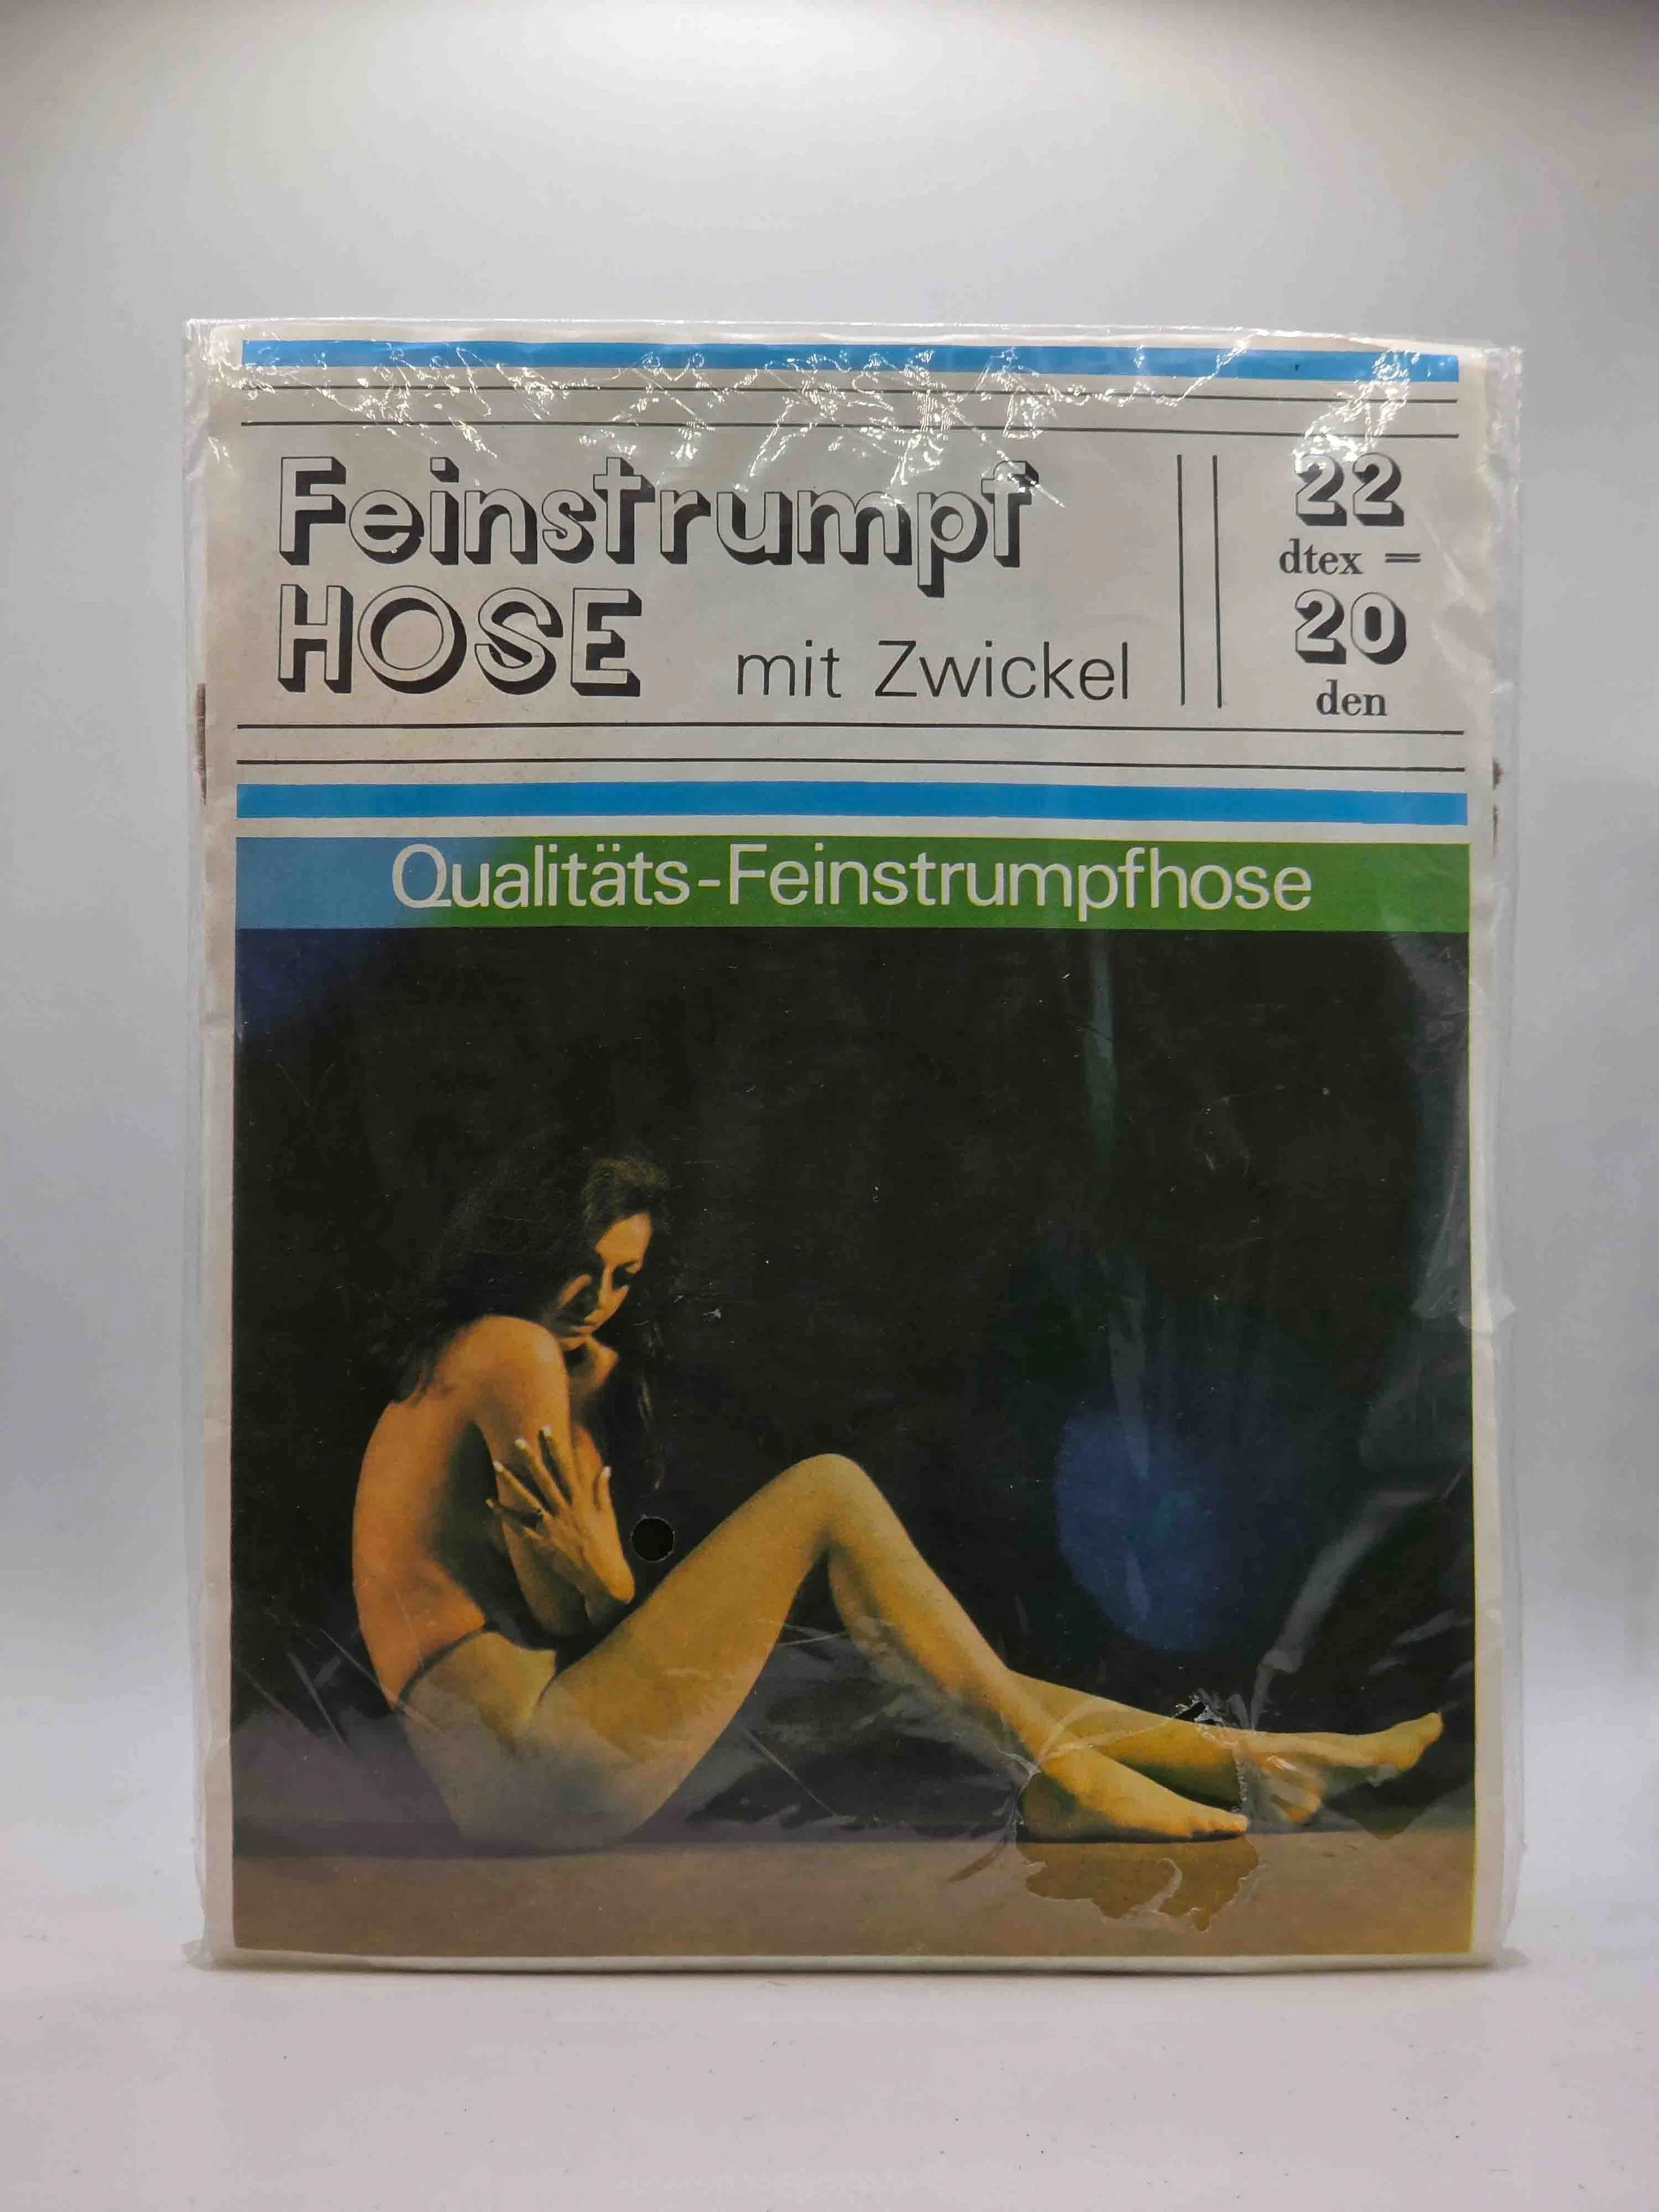 Feinstrumpf
HOSE mit Zwickel
22
dtex =
20
den
Qualitäts-Feinstrumpfhose